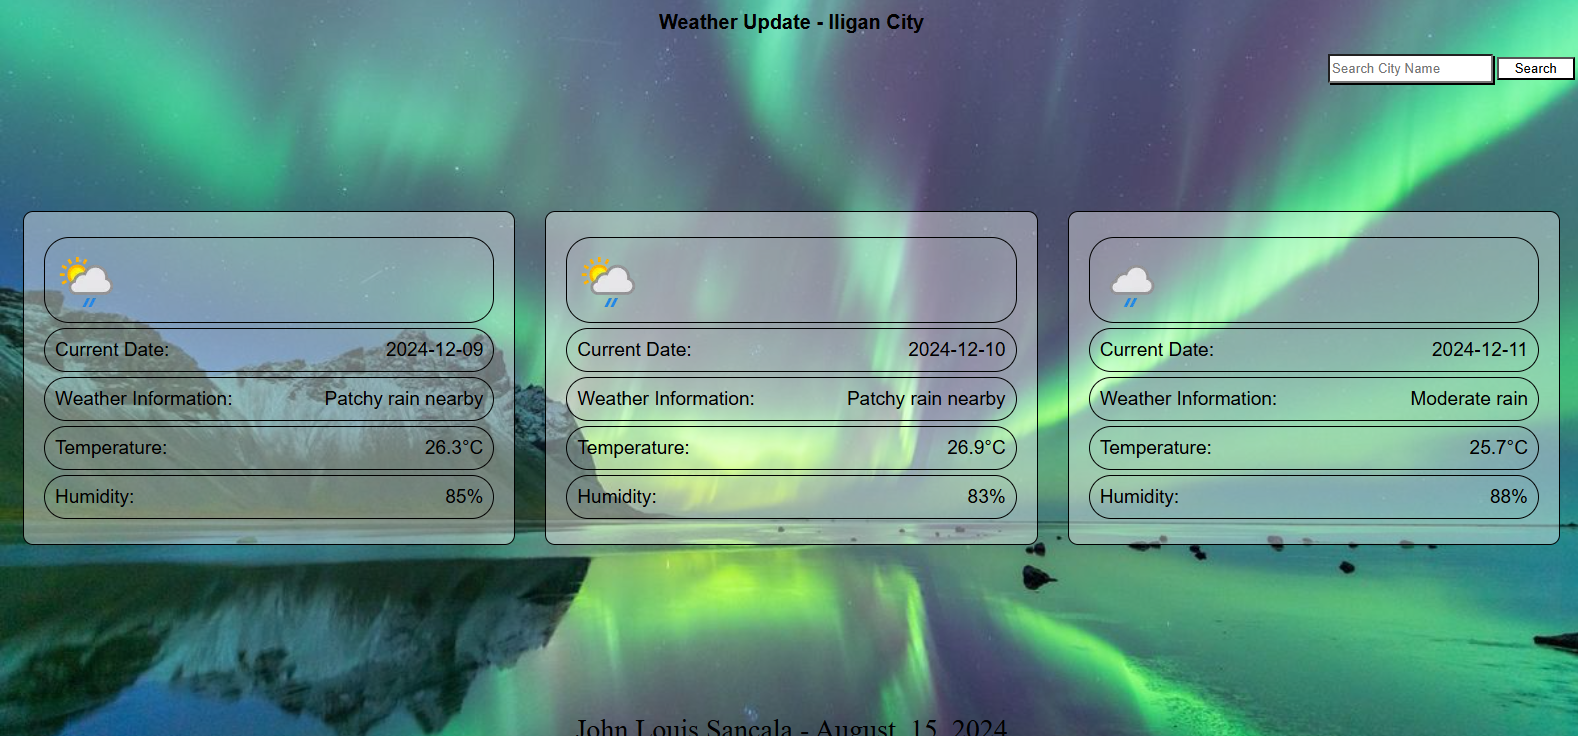 Weather Update - Iligan City
Search City Name
Search
Current Date: 2024-12-09
Weather Information: Patchy rain nearby
Temperature: 26.3°C
Humidity: 85%
Current Date: 2024-12-10
Weather Information: Patchy rain nearby
Temperature: 26.9°C
Humidity: 83%
Current Date: 2024-12-11
Weather Information: Moderate rain
Temperature: 25.7°C
Humidity: 88%
John Louis Sancala - August, 15, 2024